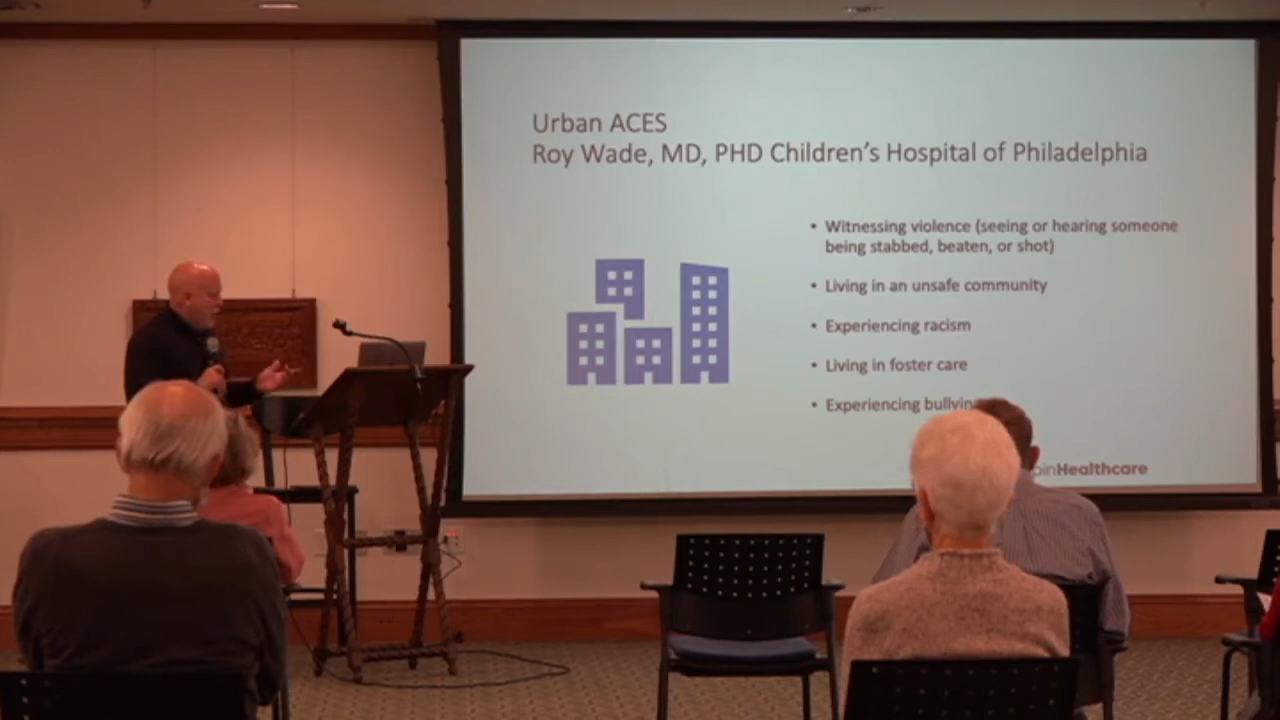 Urban ACES
Roy Wade, MD, PHD Children's Hospital of Philadelphia
• Witnessing violence (seeing or hearing someone
being stabbed, beaten, or shot)
• Living in an unsafe community
• Experiencing racism
• Living in foster care
• Experiencing
Healthcare